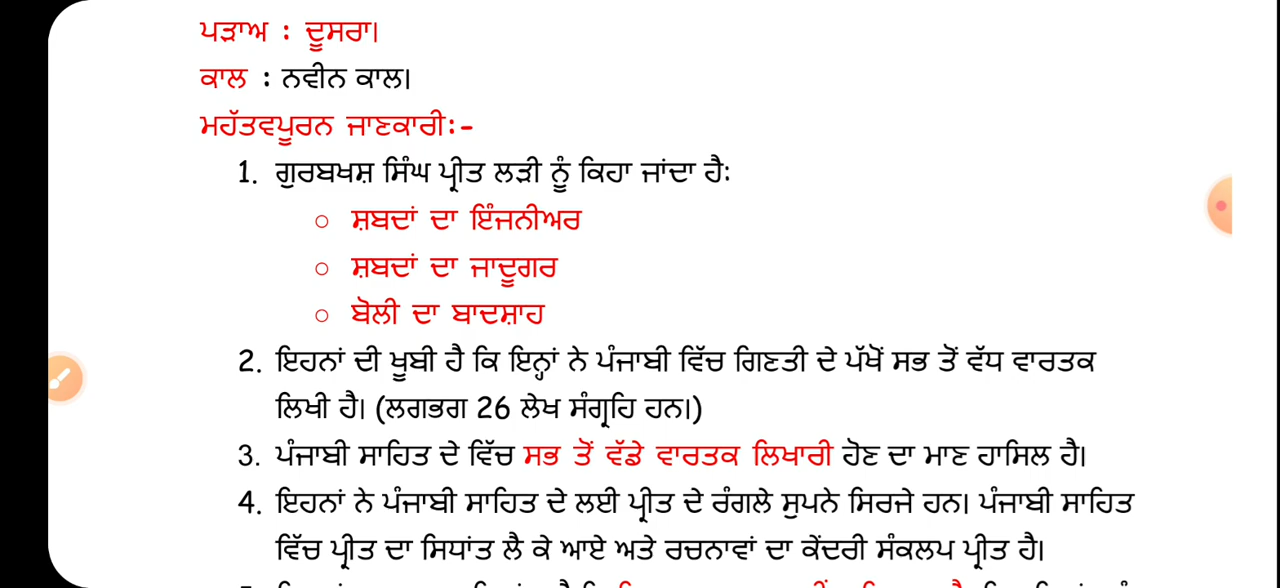 ਪੜਾਅ : ਦੂਸਰਾ।
ਕਾਲ : ਨਵੀਨ ਕਾਲ।
ਮਹੱਤਵਪੂਰਨ ਜਾਣਕਾਰੀ:-
1. ਗੁਰਬਖਸ਼ ਸਿੰਘ ਪ੍ਰੀਤ ਲੜੀ ਨੂੰ ਕਿਹਾ ਜਾਂਦਾ ਹੈ:
○ ਸ਼ਬਦਾਂ ਦਾ ਇੰਜਨੀਅਰ
○ ਸ਼ਬਦਾਂ ਦਾ ਜਾਦੂਗਰ
○ ਬੋਲੀ ਦਾ ਬਾਦਸ਼ਾਹ
2. ਇਹਨਾਂ ਦੀ ਖੂਬੀ ਹੈ ਕਿ ਇਨ੍ਹਾਂ ਨੇ ਪੰਜਾਬੀ ਵਿੱਚ ਗਿਣਤੀ ਦੇ ਪੱਖੋਂ ਸਭ ਤੋਂ ਵੱਧ ਵਾਰਤਕ
ਲਿਖੀ ਹੈ। (ਲਗਭਗ 26 ਲੇਖ ਸੰਗ੍ਰਹਿ ਹਨ।)
3. ਪੰਜਾਬੀ ਸਾਹਿਤ ਦੇ ਵਿੱਚ ਸਭ ਤੋਂ ਵੱਡੇ ਵਾਰਤਕ ਲਿਖਾਰੀ ਹੋਣ ਦਾ ਮਾਣ ਹਾਸਿਲ ਹੈ।
4. ਇਹਨਾਂ ਨੇ ਪੰਜਾਬੀ ਸਾਹਿਤ ਦੇ ਲਈ ਪ੍ਰੀਤ ਦੇ ਰੰਗਲੇ ਸੁਪਨੇ ਸਿਰਜੇ ਹਨ। ਪੰਜਾਬੀ ਸਾਹਿਤ
ਵਿੱਚ ਪ੍ਰੀਤ ਦਾ ਸਿਧਾਂਤ ਲੈ ਕੇ ਆਏ ਅਤੇ ਰਚਨਾਵਾਂ ਦਾ ਕੇਂਦਰੀ ਸੰਕਲਪ ਪ੍ਰੀਤ ਹੈ।